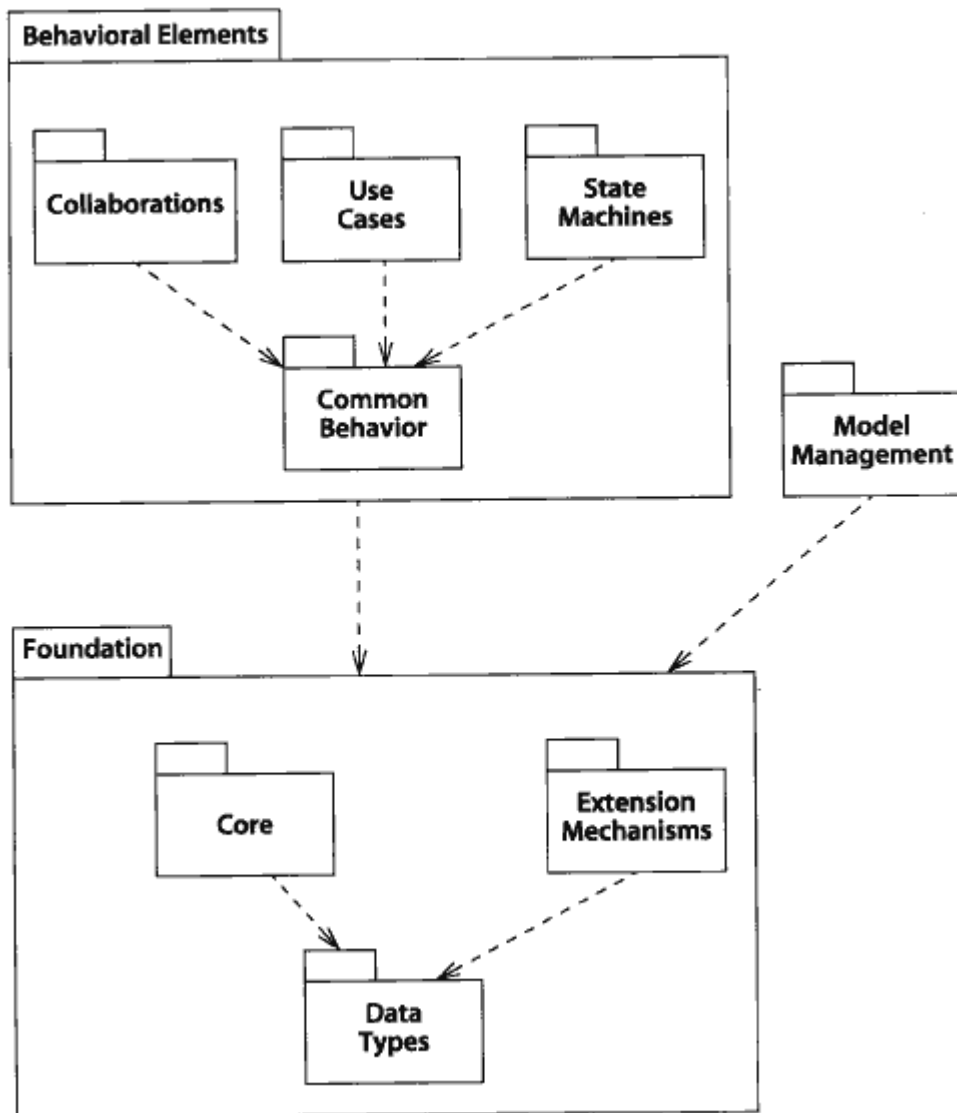 Behavioral Elements
Collaborations
Use
Cases
State
Machines
Common
Behavior
Model
Management
Foundation
Core
Extension
Mechanisms
Data
Types